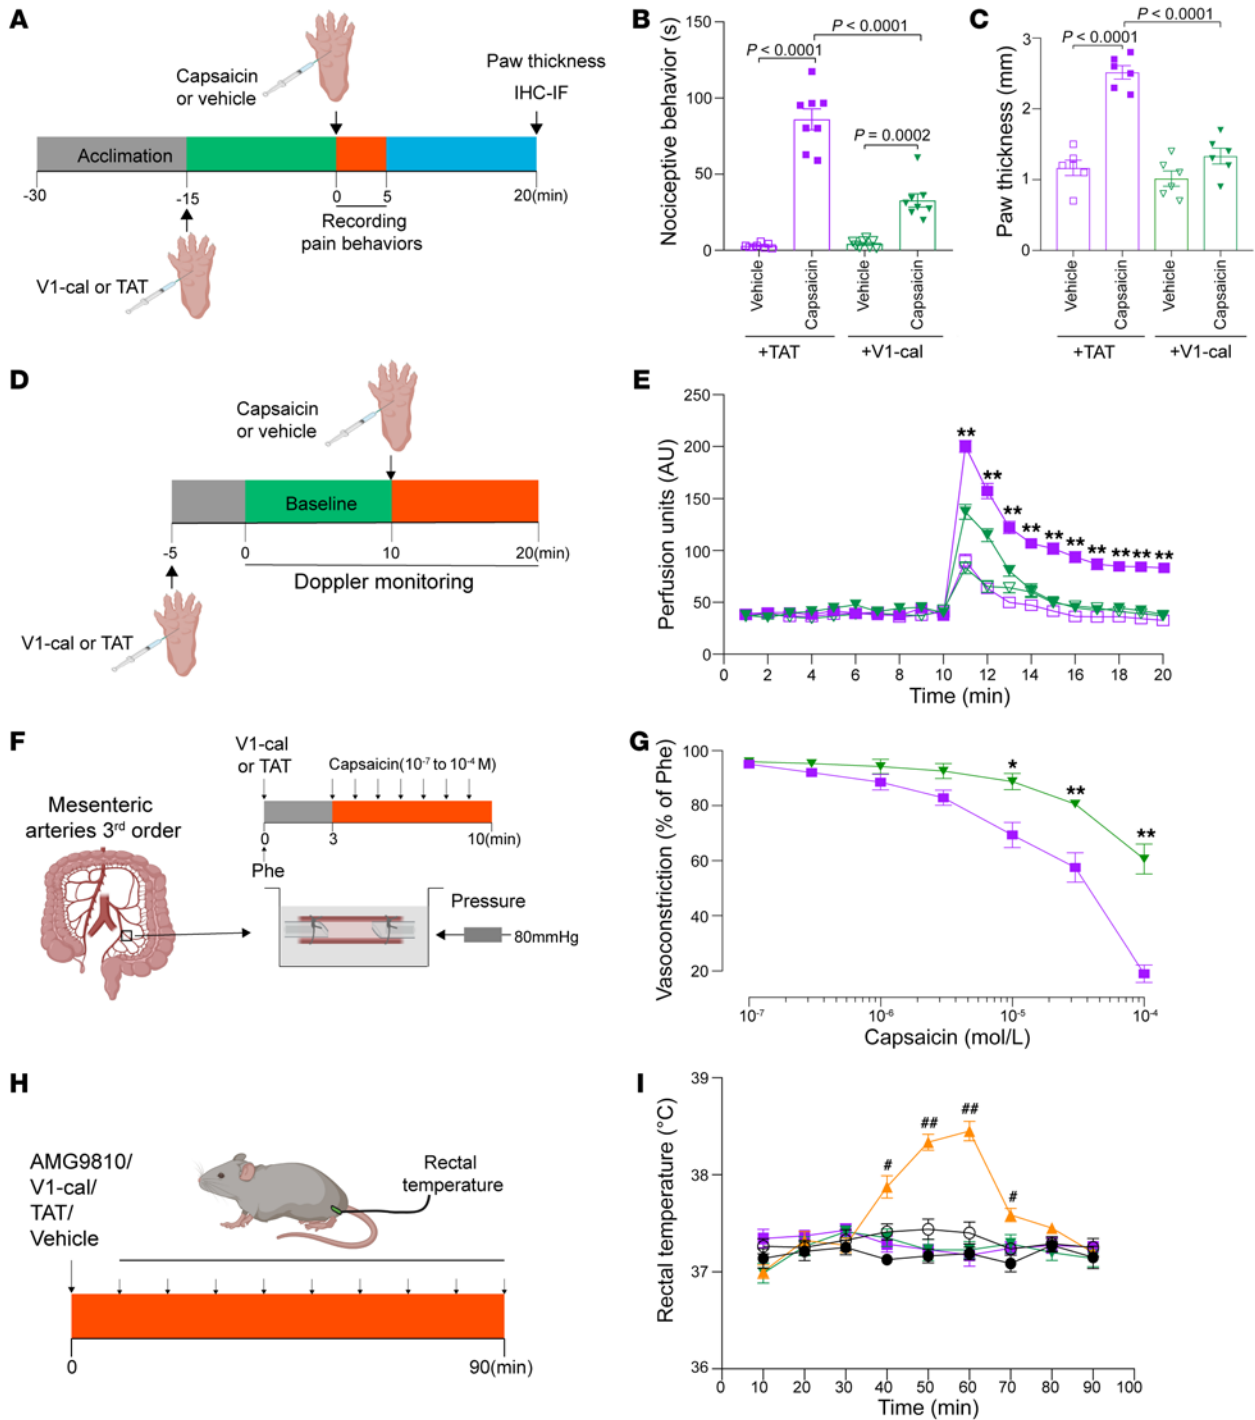 A
Capsaicin
or vehicle
Paw thickness
IHC-IF
Acclimation
-30
-15
0
5
20(min)
Recording
pain behaviors
V1-cal or TAT
B
Nociceptive behavior (s)
150
100
50
0
P < 0.0001
P < 0.0001
P = 0.0002
Vehicle
Capsaicin
Vehicle
Capsaicin
+TAT
+V1-cal
C
Paw thickness (mm)
3
2
1
0
P < 0.0001
P < 0.0001
Vehicle
Capsaicin
Vehicle
Capsaicin
+TAT
+V1-cal
D
Capsaicin
or vehicle
Baseline
-5
0
10
20(min)
Doppler monitoring
V1-cal or TAT
E
Perfusion units (AU)
250
200
150
100
50
0
** ** ** ** ** ** ** ** ** **
0 2 4 6 8 10 12 14 16 18 20
Time (min)
F
V1-cal
or TAT
Capsaicin(10⁻⁷ to 10⁻⁴ M)
Mesenteric
arteries 3rd order
0
3
10(min)
Phe
Pressure
80mmHg
G
Vasoconstriction (% of Phe)
100
80
60
40
20
* ** **
10⁻⁷ 10⁻⁶ 10⁻⁵ 10⁻⁴
Capsaicin (mol/L)
H
AMG9810/
V1-cal/
TAT/
Vehicle
Rectal
temperature
0
90(min)
I
Rectal temperature (°C)
39
38
37
36
# ## ## #
0 10 20 30 40 50 60 70 80 90 100
Time (min)